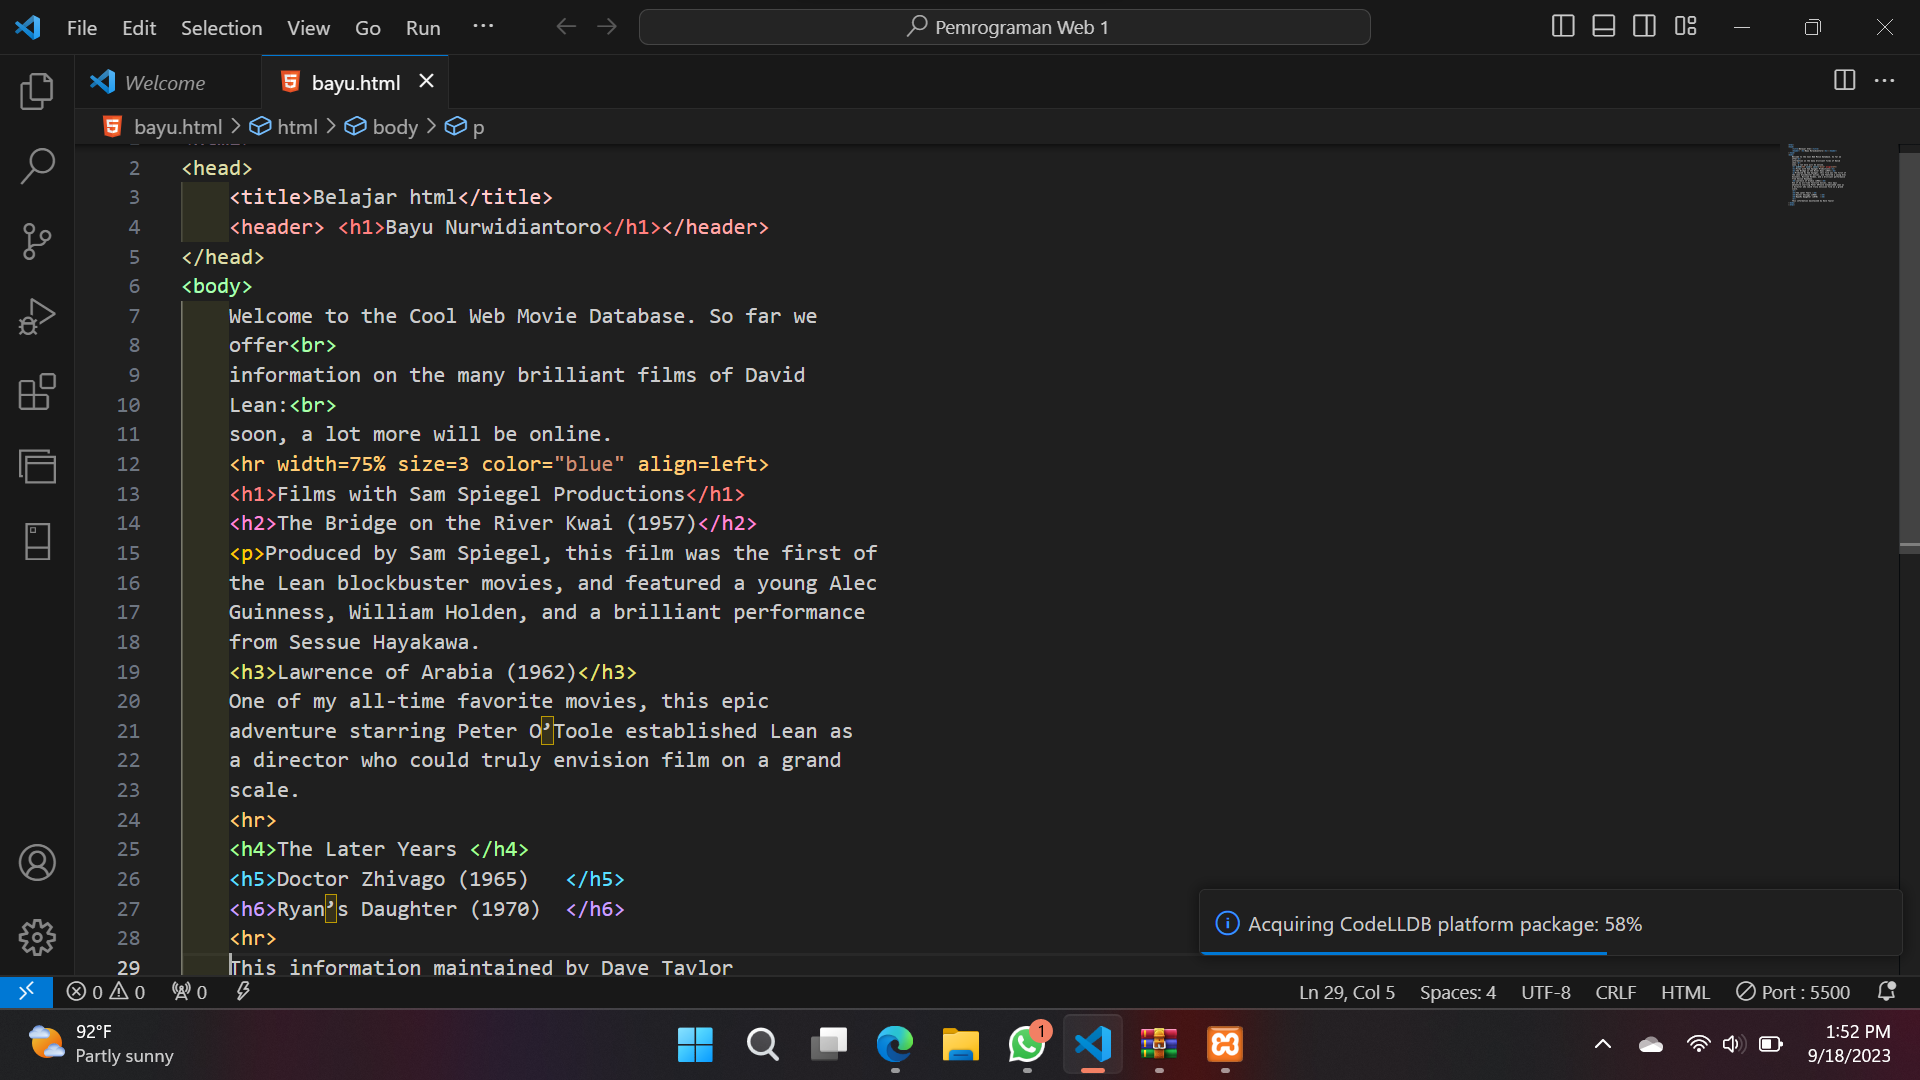 File Edit Selection View Go Run ···
Pemrograman Web 1
Welcome
bayu.html
bayu.html > html > body > p
2 <head>
3 <title>Belajar html</title>
4 <header> <h1>Bayu Nurwidiantoro</h1></header>
5 </head>
6 <body>
7 Welcome to the Cool Web Movie Database. So far we
8 offer<br>
9 information on the many brilliant films of David
10 Lean:<br>
11 soon, a lot more will be online.
12 <hr width=75% size=3 color="blue" align=left>
13 <h1>Films with Sam Spiegel Productions</h1>
14 <h2>The Bridge on the River Kwai (1957)</h2>
15 <p>Produced by Sam Spiegel, this film was the first of
16 the Lean blockbuster movies, and featured a young Alec
17 Guinness, William Holden, and a brilliant performance
18 from Sessue Hayakawa.
19 <h3>Lawrence of Arabia (1962)</h3>
20 One of my all-time favorite movies, this epic
21 adventure starring Peter O’Toole established Lean as
22 a director who could truly envision film on a grand
23 scale.
24 <hr>
25 <h4>The Later Years </h4>
26 <h5>Doctor Zhivago (1965)   </h5>
27 <h6>Ryan’s Daughter (1970)  </h6>
28 <hr>
29 This information maintained by Dave Taylor
Acquiring CodeLLDB platform package: 58%
0 0 0 Ln 29, Col 5 Spaces: 4 UTF-8 CRLF HTML Port : 5500
92°F
Partly sunny
1
1:52 PM
9/18/2023